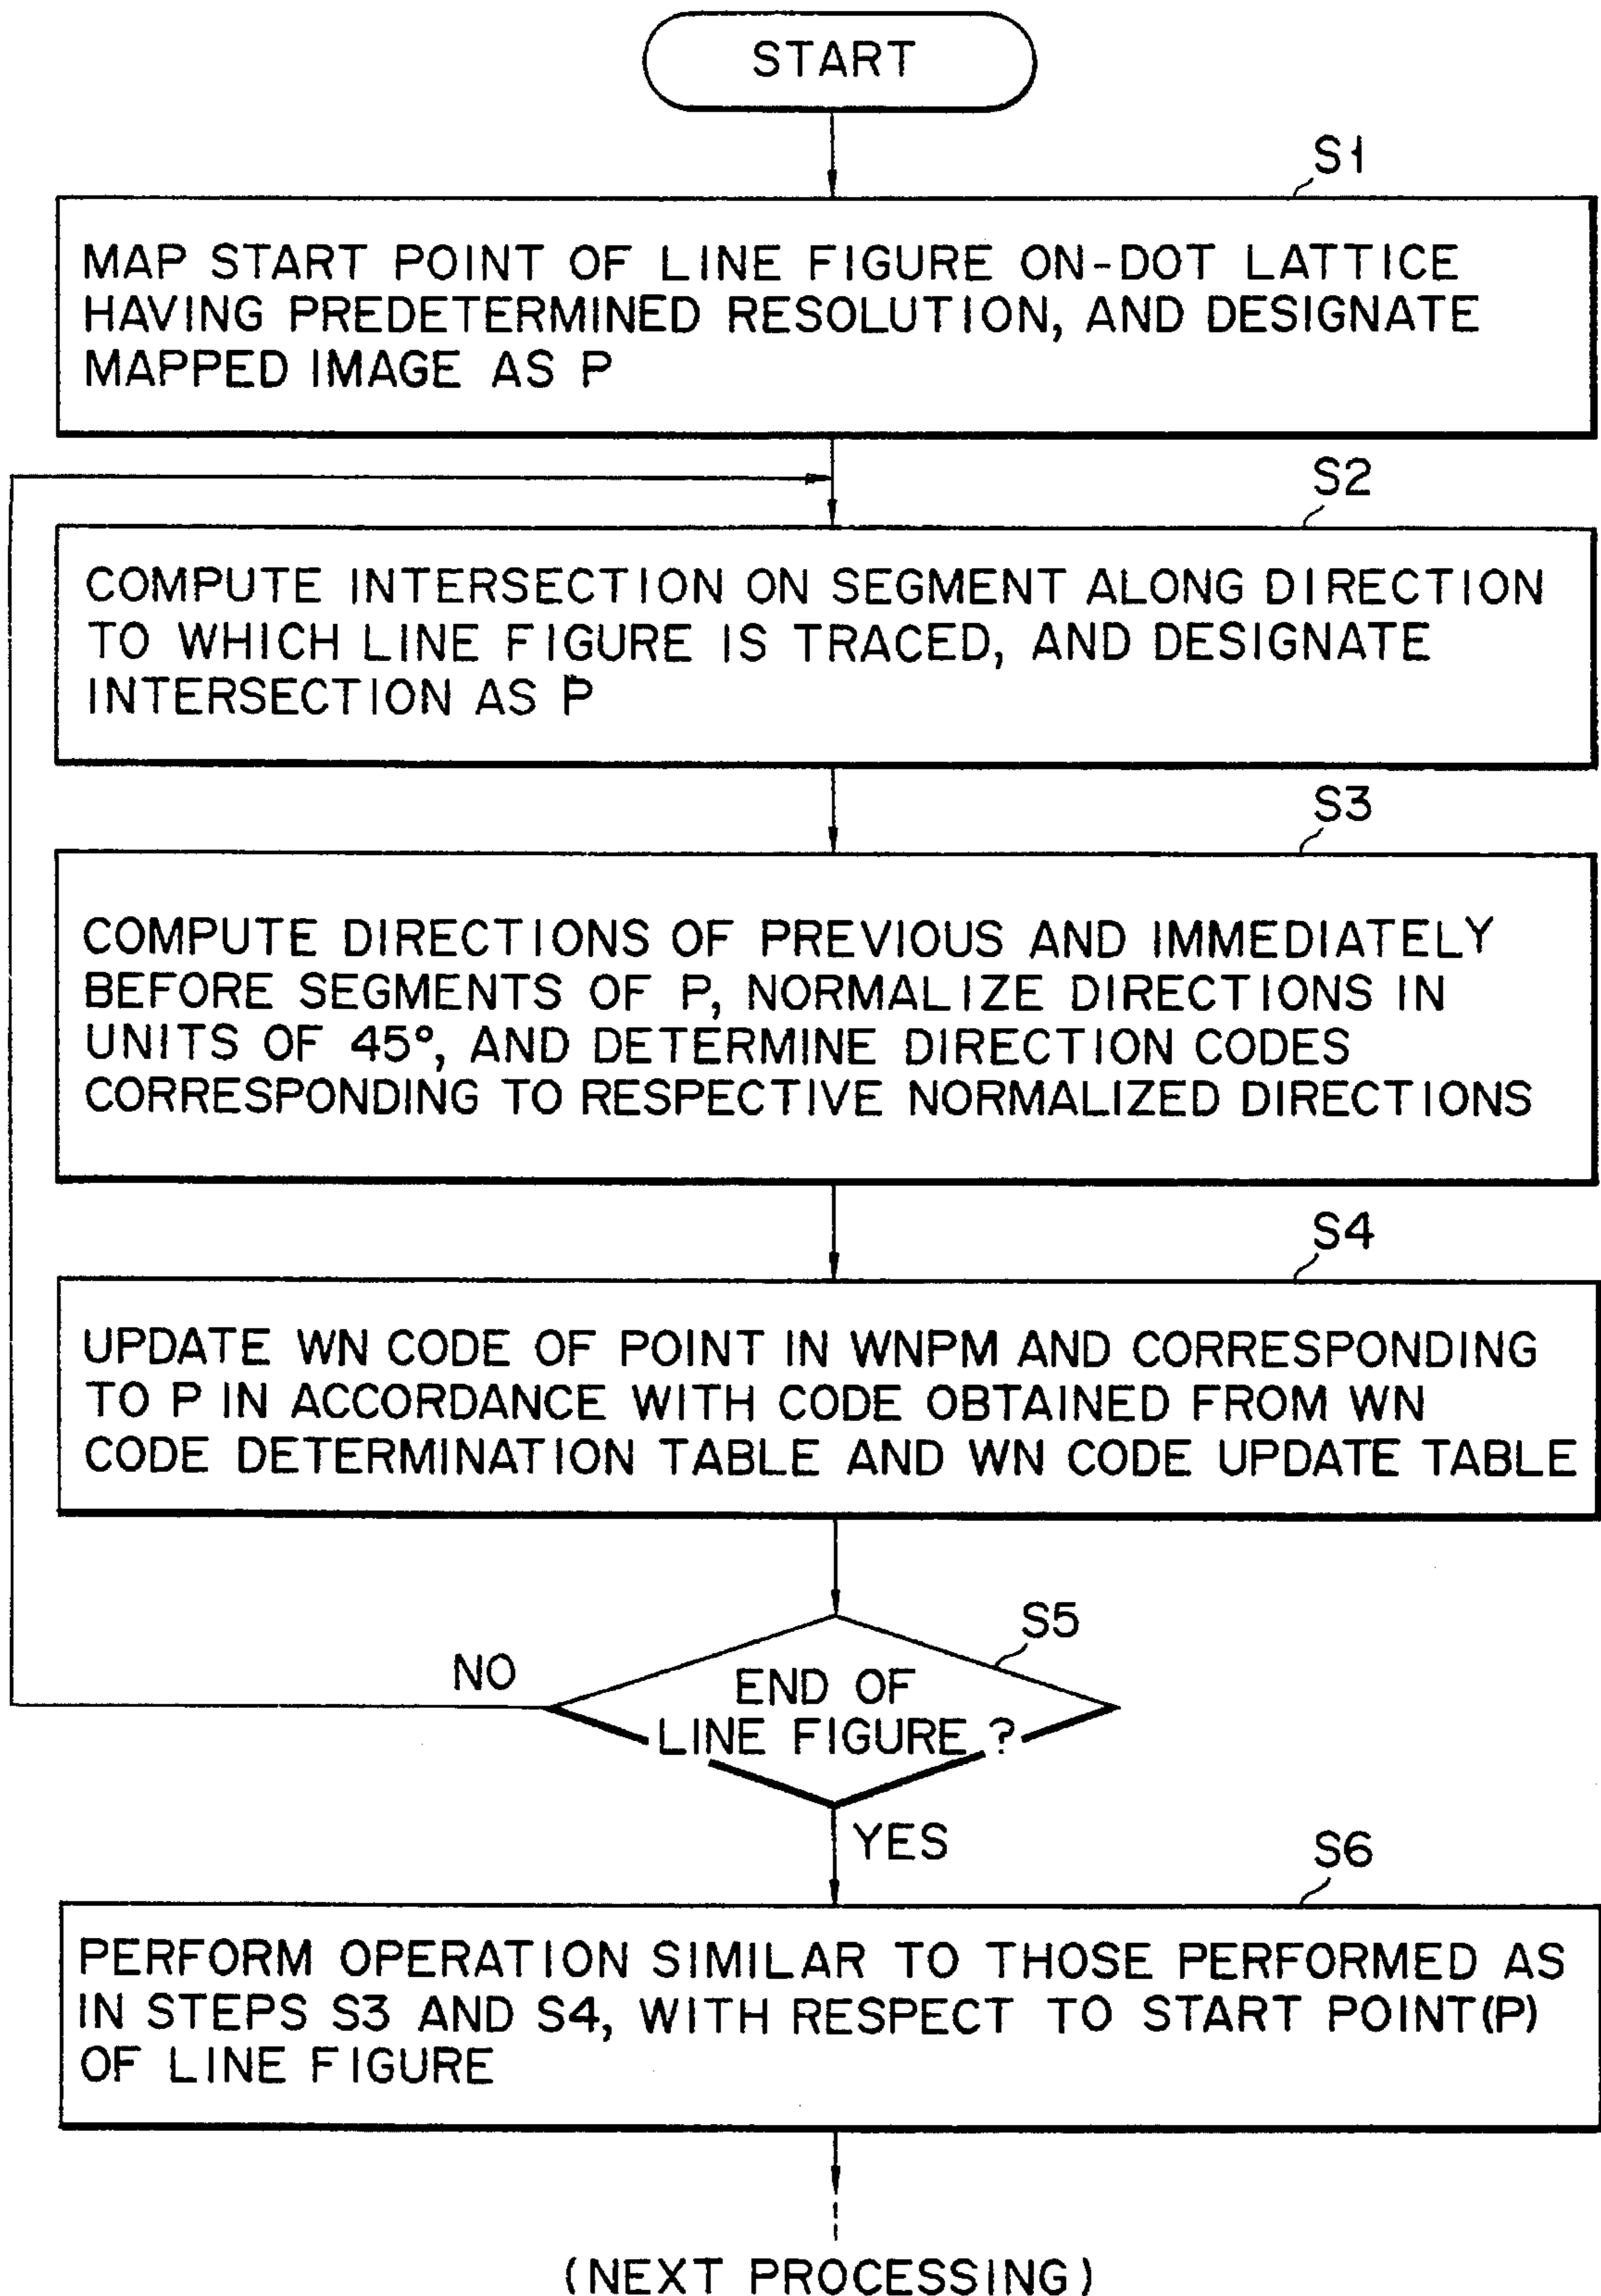 START
S1
MAP START POINT OF LINE FIGURE ON-DOT LATTICE
HAVING PREDETERMINED RESOLUTION, AND DESIGNATE
MAPPED IMAGE AS P
S2
COMPUTE INTERSECTION ON SEGMENT ALONG DIRECTION
TO WHICH LINE FIGURE IS TRACED, AND DESIGNATE
INTERSECTION AS P
S3
COMPUTE DIRECTIONS OF PREVIOUS AND IMMEDIATELY
BEFORE SEGMENTS OF P, NORMALIZE DIRECTIONS IN
UNITS OF 45°, AND DETERMINE DIRECTION CODES
CORRESPONDING TO RESPECTIVE NORMALIZED DIRECTIONS
S4
UPDATE WN CODE OF POINT IN WNPM AND CORRESPONDING
TO P IN ACCORDANCE WITH CODE OBTAINED FROM WN
CODE DETERMINATION TABLE AND WN CODE UPDATE TABLE
S5
NO
END OF
LINE FIGURE ?
YES
S6
PERFORM OPERATION SIMILAR TO THOSE PERFORMED AS
IN STEPS S3 AND S4, WITH RESPECT TO START POINT(P)
OF LINE FIGURE
(NEXT PROCESSING)